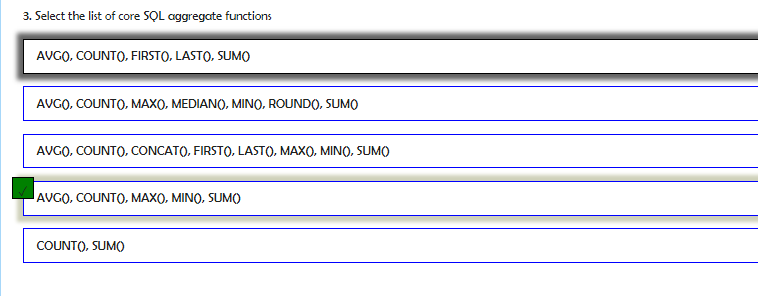 3. Select the list of core SQL aggregate functions
AVG(), COUNT(), FIRST(), LAST(), SUM()
AVG(), COUNT(), MAX(), MEDIAN(), MIN(), ROUND(), SUM()
AVG(), COUNT(), CONCAT(), FIRST(), LAST(), MAX(), MIN(), SUM()
AVG(), COUNT(), MAX(), MIN(), SUM()
COUNT(), SUM()